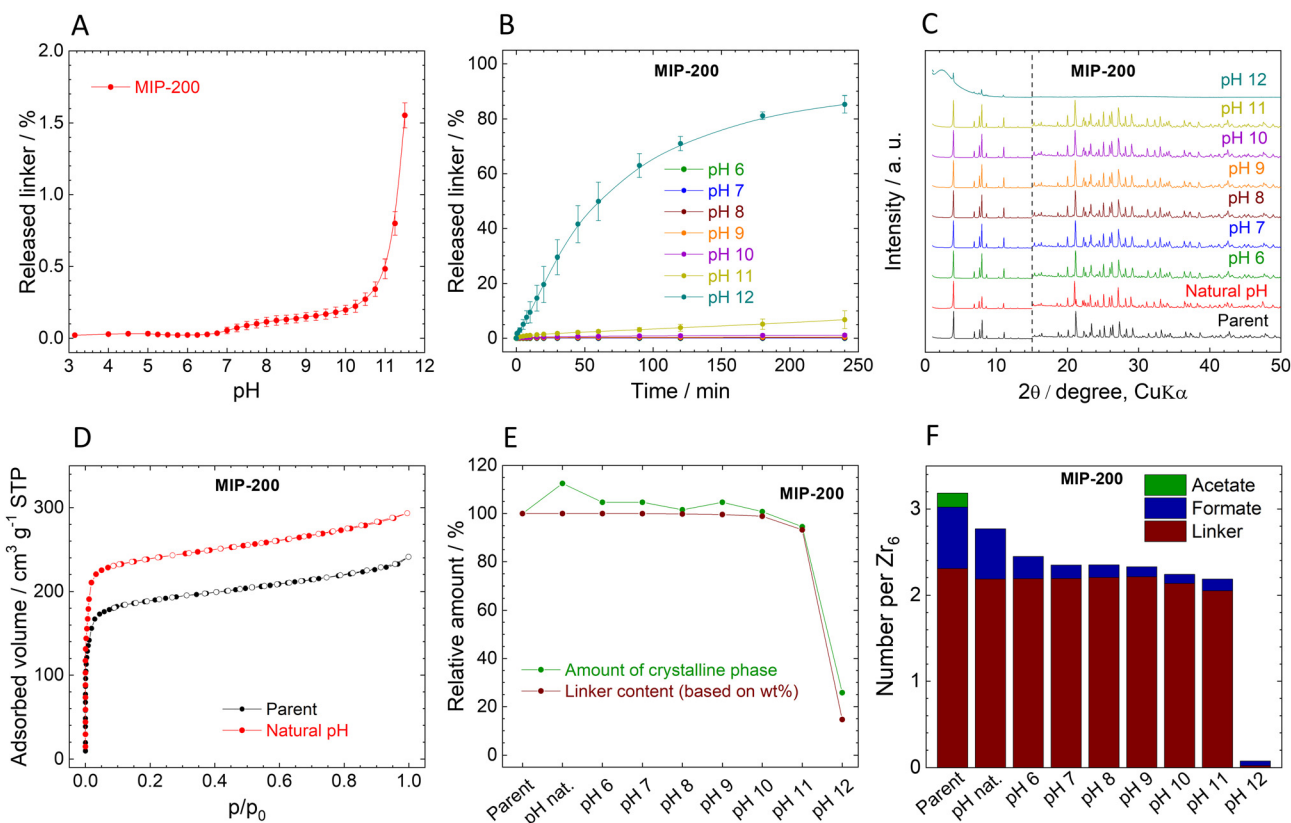 A
Released linker / %
2.0
1.5
1.0
0.5
0.0
MIP-200
3 4 5 6 7 8 9 10 11 12
pH
B
Released linker / %
100
80
60
40
20
0
MIP-200
pH 6
pH 7
pH 8
pH 9
pH 10
pH 11
pH 12
0 50 100 150 200 250
Time / min
C
Intensity / a. u.
MIP-200
pH 12
pH 11
pH 10
pH 9
pH 8
pH 7
pH 6
Natural pH
Parent
0 10 20 30 40 50
2θ / degree, CuKα
D
Adsorbed volume / cm³ g⁻¹ STP
300
200
100
0
MIP-200
Parent
Natural pH
0.0 0.2 0.4 0.6 0.8 1.0
p/p₀
E
Relative amount / %
120
100
80
60
40
20
0
MIP-200
Amount of crystalline phase
Linker content (based on wt%)
Parent pH nat. pH 6 pH 7 pH 8 pH 9 pH 10 pH 11 pH 12
F
Number per Zr₆
3
2
1
0
MIP-200
Acetate
Formate
Linker
Parent pH nat. pH 6 pH 7 pH 8 pH 9 pH 10 pH 11 pH 12